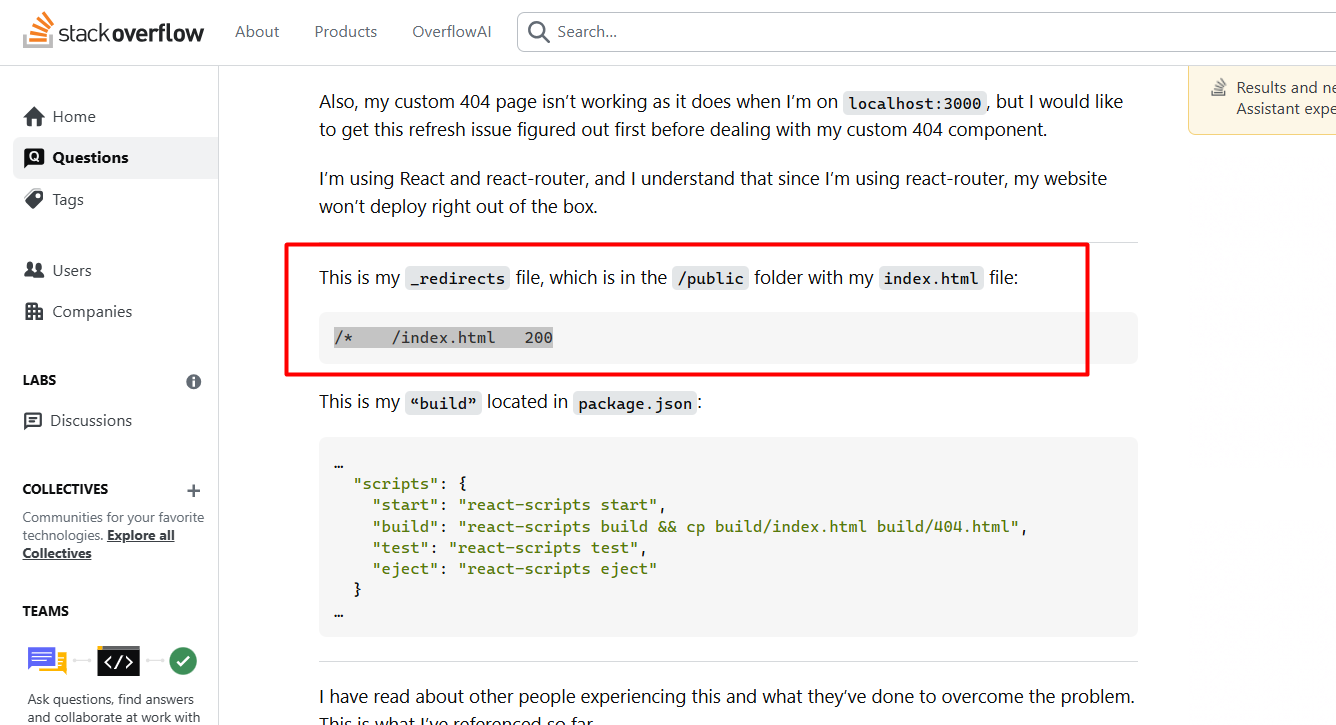 stackoverflow About Products OverflowAI Search...
Home
Questions
Tags
Users
Companies
LABS
Discussions
COLLECTIVES
Communities for your favorite
technologies. Explore all
Collectives
TEAMS
Ask questions, find answers
and collaborate at work with
Also, my custom 404 page isn’t working as it does when I’m on localhost:3000, but I would like
to get this refresh issue figured out first before dealing with my custom 404 component.
I’m using React and react-router, and I understand that since I’m using react-router, my website
won’t deploy right out of the box.
This is my _redirects file, which is in the /public folder with my index.html file:
/*    /index.html   200
This is my “build” located in package.json:
…
  "scripts": {
    "start": "react-scripts start",
    "build": "react-scripts build && cp build/index.html build/404.html",
    "test": "react-scripts test",
    "eject": "react-scripts eject"
  }
…
I have read about other people experiencing this and what they’ve done to overcome the problem.
This is what I’ve referenced so far
Results and
Assistant